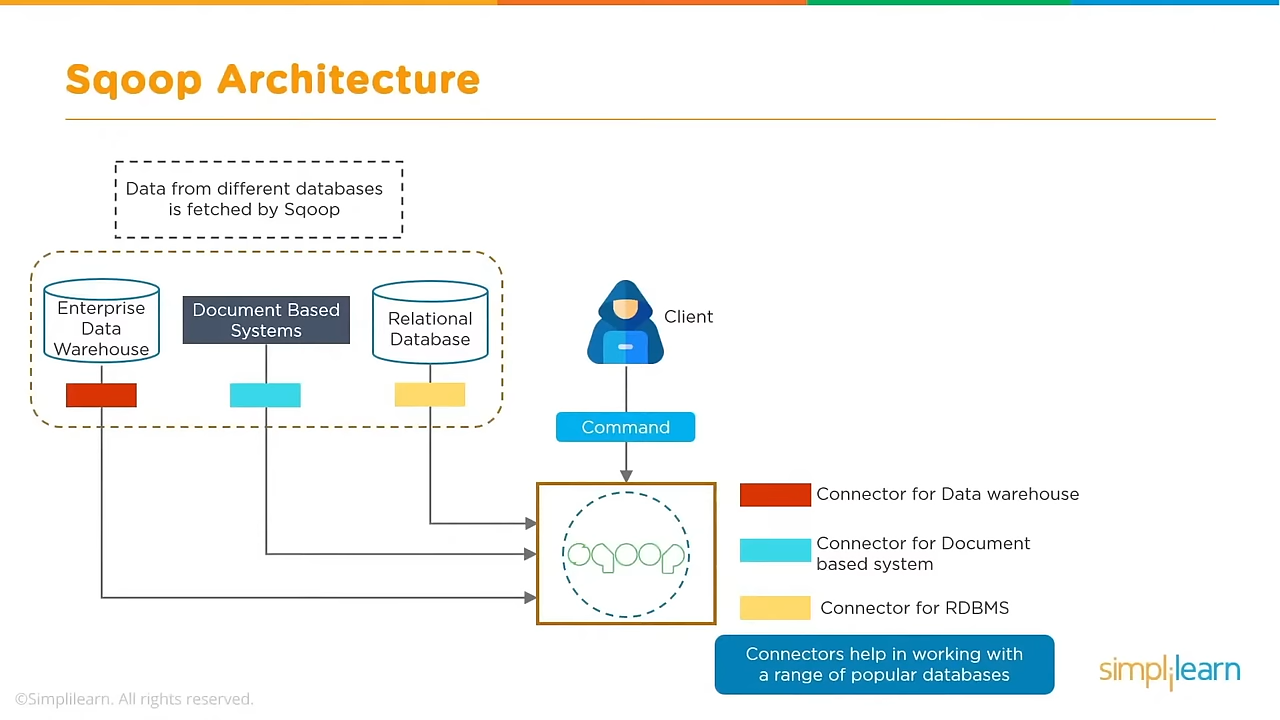 Sqoop Architecture
Data from different databases
is fetched by Sqoop
Enterprise
Data
Warehouse
Document Based
Systems
Relational
Database
Client
Command
sqoop
Connector for Data warehouse
Connector for Document
based system
Connector for RDBMS
Connectors help in working with
a range of popular databases
simplilearn
©Simplilearn. All rights reserved.